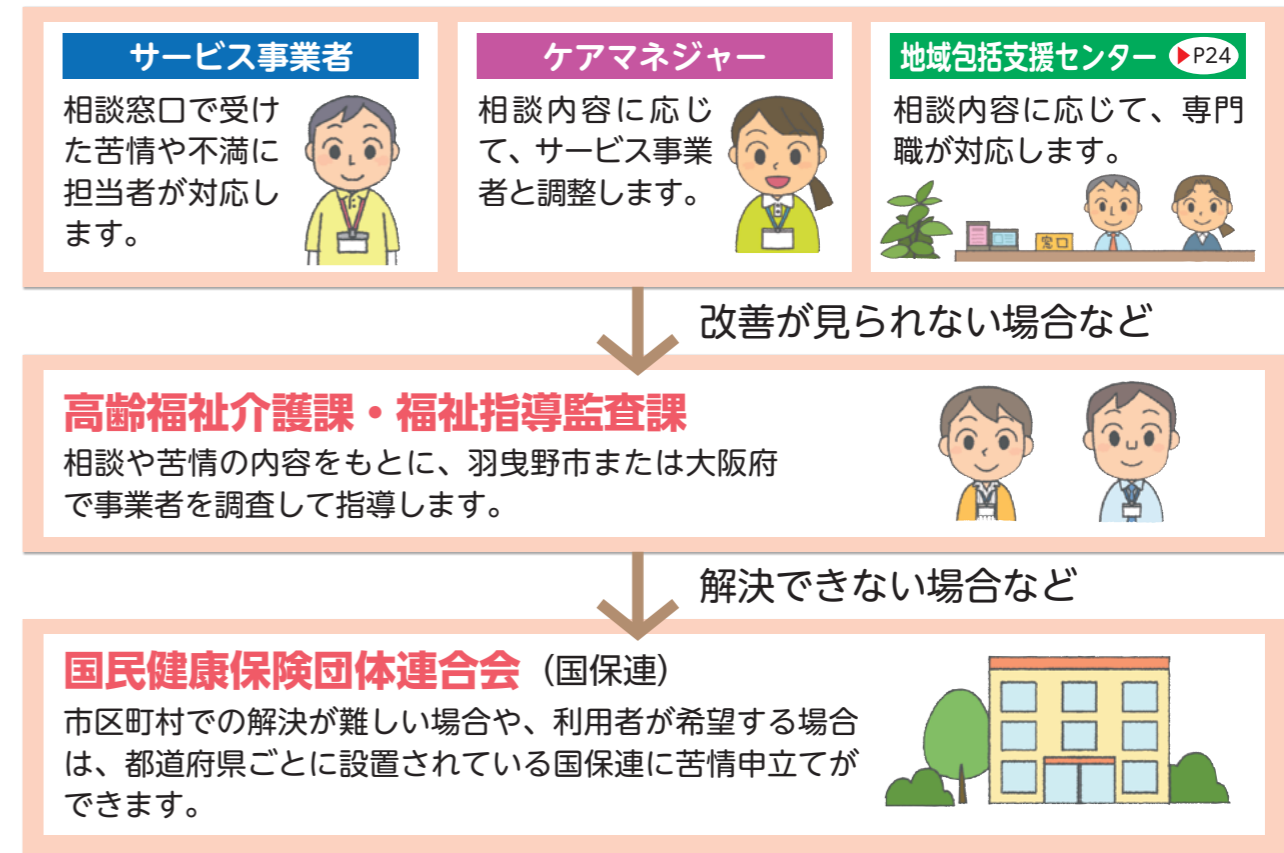 サービス事業者
相談窓口で受け
た苦情や不満に
担当者が対応し
ます。
ケアマネジャー
相談内容に応じ
て、サービス事業
者と調整します。
地域包括支援センター ▶P24
相談内容に応じて、専門
職が対応します。
窓口
改善が見られない場合など
高齢福祉介護課・福祉指導監査課
相談や苦情の内容をもとに、羽曳野市または大阪府
で事業者を調査して指導します。
解決できない場合など
国民健康保険団体連合会（国保連）
市区町村での解決が難しい場合や、利用者が希望する場合
は、都道府県ごとに設置されている国保連に苦情申立てが
できます。